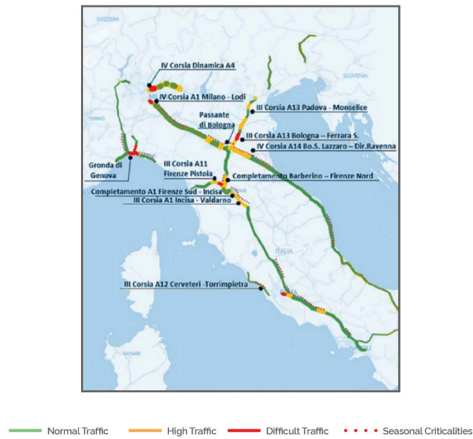 SVIZZERA
SLOVENIA
IV Corsia Dinamica A4
IV Corsia A1 Milano - Lodi
III Corsia A13 Padova - Monselice
Passante
di Bologna
III Corsia A13 Bologna – Ferrara S.
IV Corsia A14 Bo.S. Lazzaro – Dir.Ravenna
Gronda di
Genova
III Corsia A11
Firenze Pistoia
Completamento Barberino – Firenze Nord
Completamento A1 Firenze Sud - Incisa
III Corsia A1 Incisa - Valdarno
ITALIA
III Corsia A12 Cerveteri -Torrimpietra
Normal Traffic
High Traffic
Difficult Traffic
Seasonal Criticalities